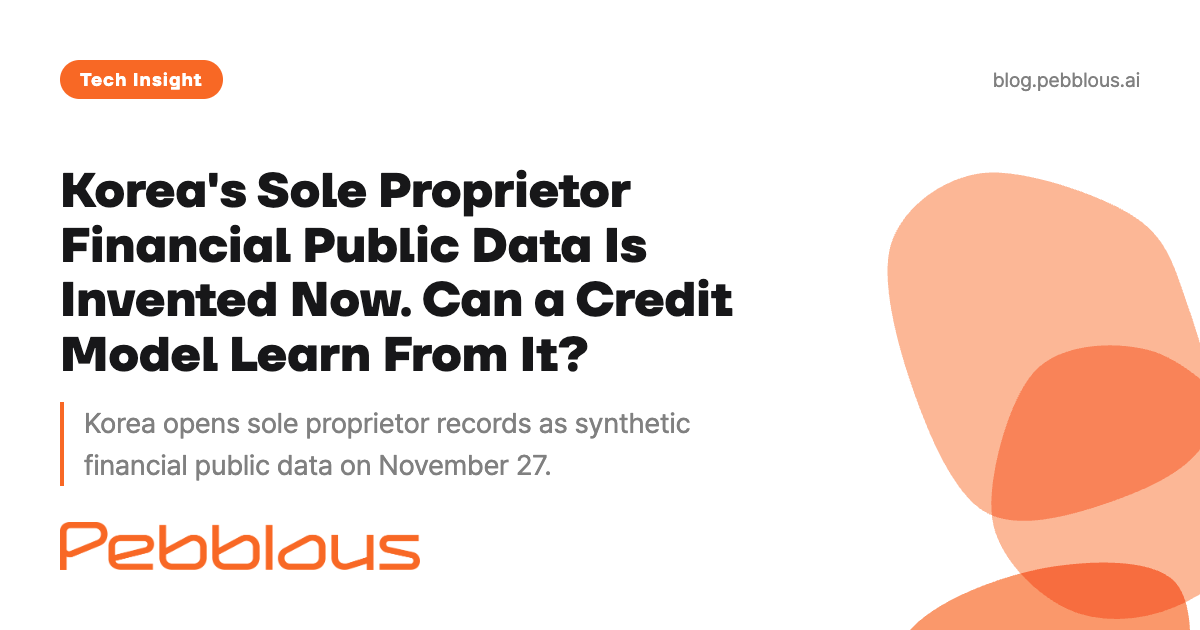 Tech Insight
blog.pebblous.ai
Korea's Sole Proprietor
Financial Public Data Is
Invented Now. Can a Credit
Model Learn From It?
Korea opens sole proprietor records as synthetic
financial public data on November 27.
Pebblous